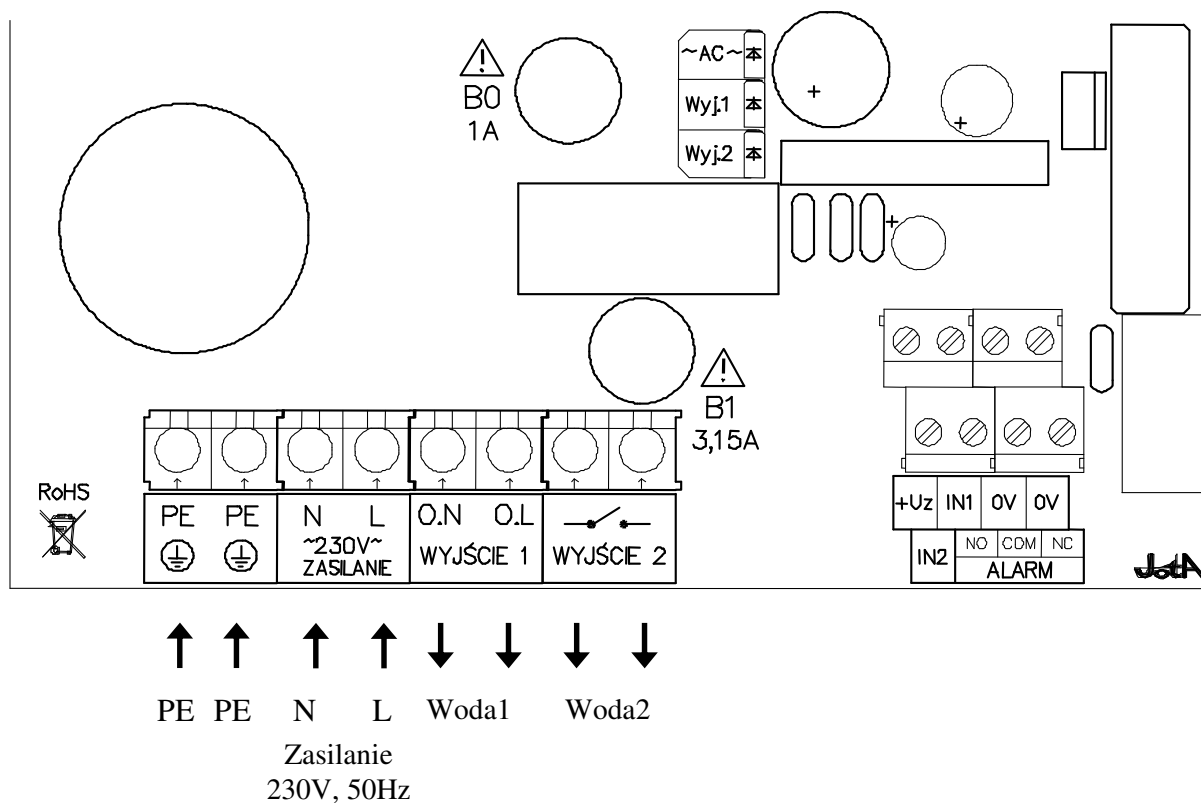 ~AC~
Wyj.1
Wyj.2
B0
1A
B1
3,15A
RoHS
PE PE N L O.N O.L
~230V~
ZASILANIE
WYJŚCIE 1
WYJŚCIE 2
+Uz IN1 0V 0V
IN2
NO COM NC
ALARM
JotA
PE PE N L Woda1 Woda2
Zasilanie
230V, 50Hz